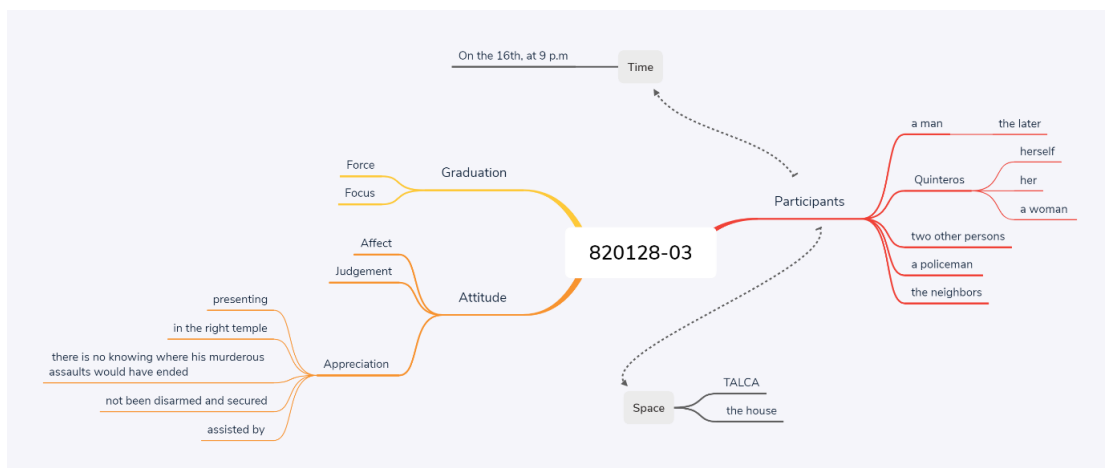 On the 16th, at 9 p.m
Time
a man
the later
herself
Quinteros
her
a woman
Participants
two other persons
a policeman
the neighbors
Force
Graduation
Focus
820128-03
Affect
Judgement
Attitude
presenting
in the right temple
there is no knowing where his murderous
assaults would have ended
Appreciation
not been disarmed and secured
assisted by
TALCA
Space
the house